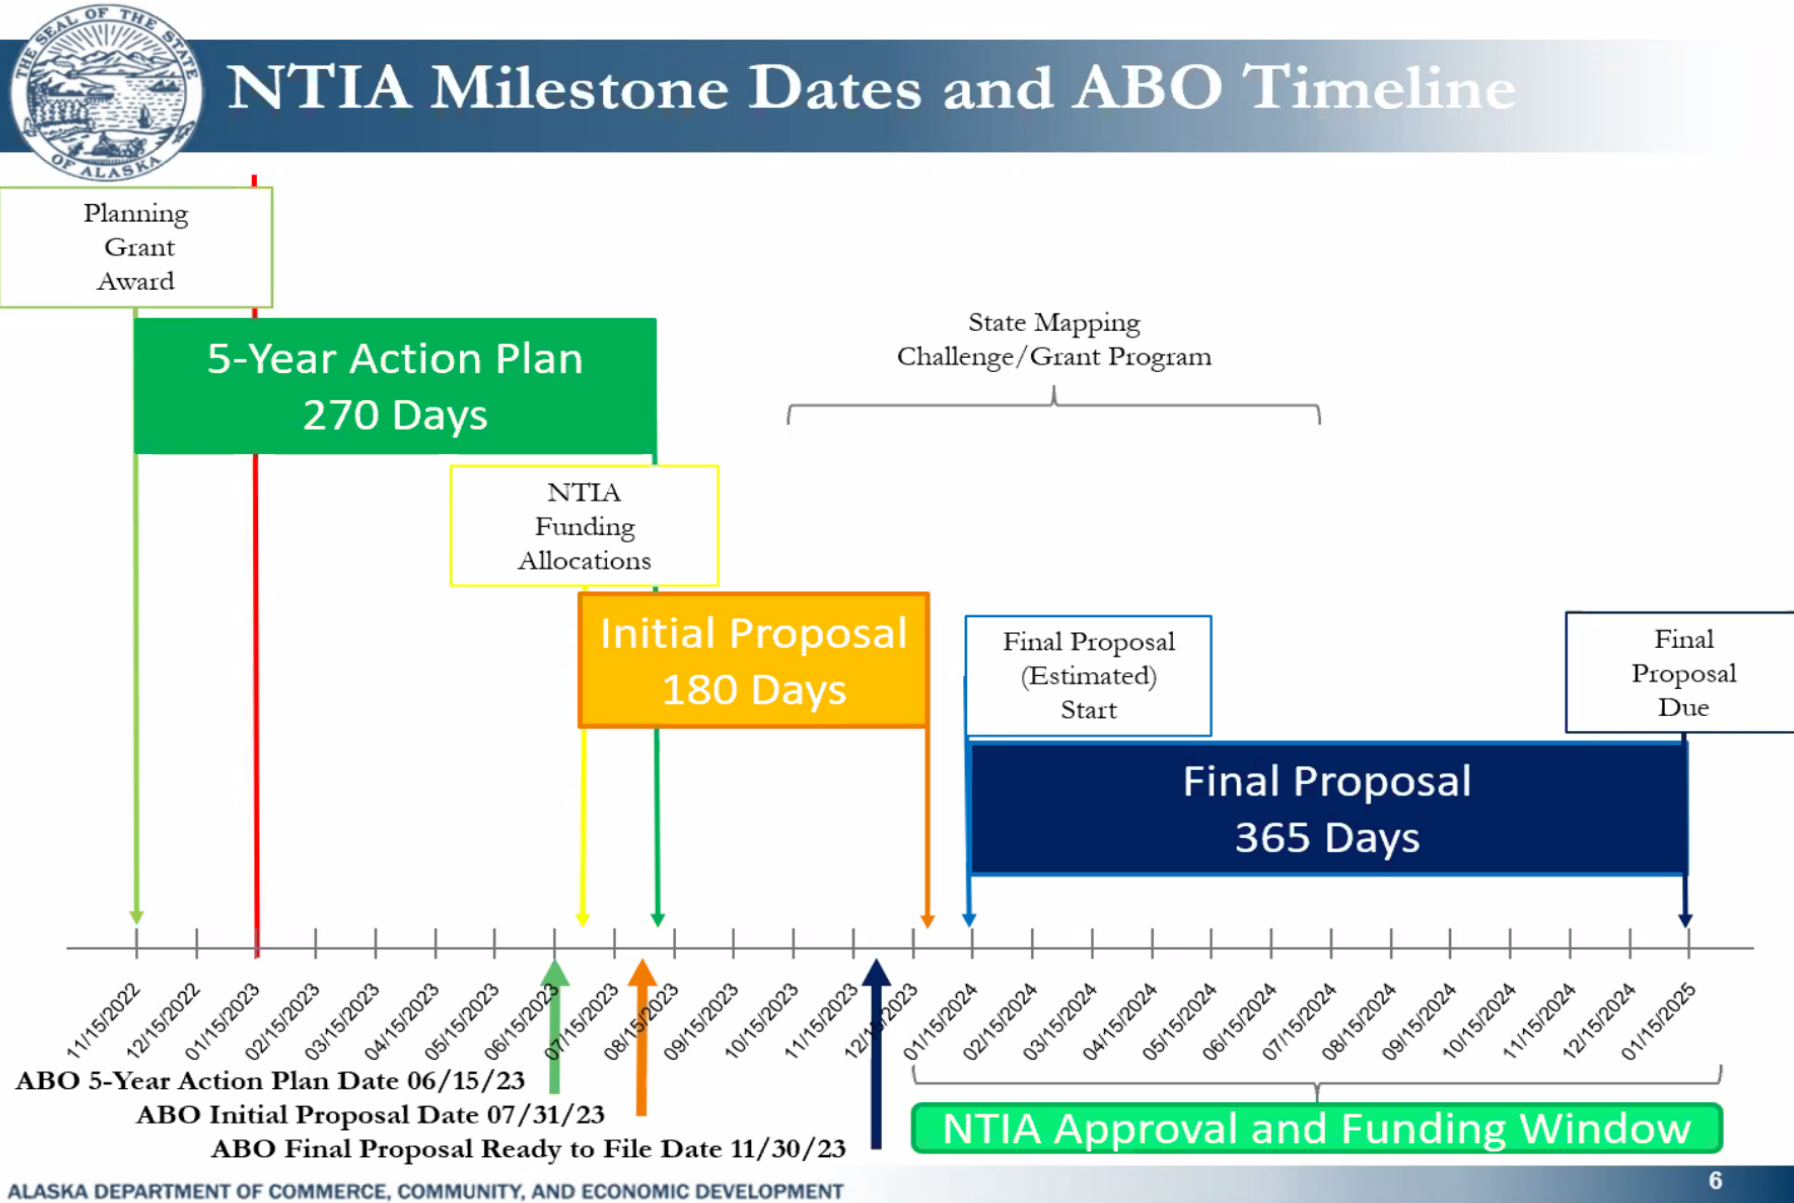 THE SEAL OF THE STATE
OF ALASKA
NTIA Milestone Dates and ABO Timeline
Planning
Grant
Award
5-Year Action Plan
270 Days
State Mapping
Challenge/Grant Program
NTIA
Funding
Allocations
Initial Proposal
180 Days
Final Proposal
(Estimated)
Start
Final
Proposal
Due
Final Proposal
365 Days
11/15/2022
12/15/2022
01/15/2023
02/15/2023
03/15/2023
04/15/2023
05/15/2023
06/15/2023
07/15/2023
08/15/2023
09/15/2023
10/15/2023
11/15/2023
12/15/2023
01/15/2024
02/15/2024
03/15/2024
04/15/2024
05/15/2024
06/15/2024
07/15/2024
08/15/2024
09/15/2024
10/15/2024
11/15/2024
12/15/2024
01/15/2025
ABO 5-Year Action Plan Date 06/15/23
ABO Initial Proposal Date 07/31/23
ABO Final Proposal Ready to File Date 11/30/23
NTIA Approval and Funding Window
ALASKA DEPARTMENT OF COMMERCE, COMMUNITY, AND ECONOMIC DEVELOPMENT
6